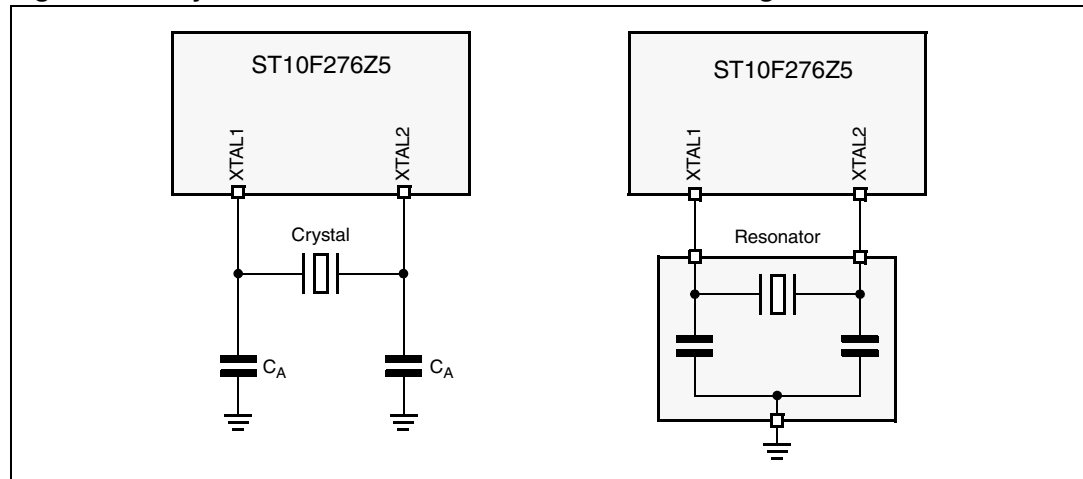 ST10F276Z5
XTAL1
XTAL2
Crystal
CA
CA
ST10F276Z5
XTAL1
XTAL2
Resonator